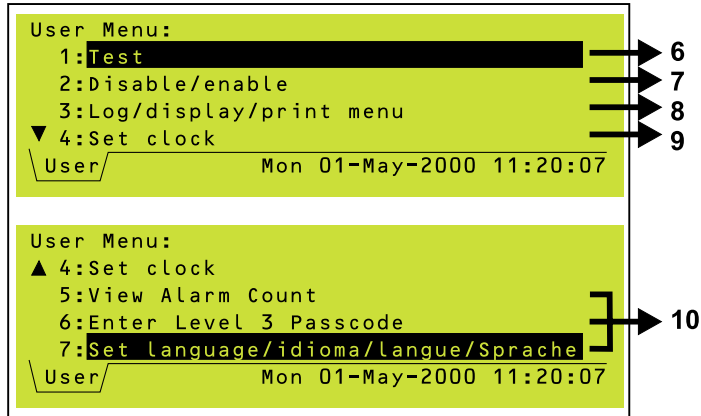 User Menu:
1:Test 6
2:Disable/enable 7
3:Log/display/print menu 8
▼ 4:Set clock 9
User Mon 01-May-2000 11:20:07
User Menu:
▲ 4:Set clock
5:View Alarm Count
6:Enter Level 3 Passcode 10
7:Set language/idioma/langue/Sprache
User Mon 01-May-2000 11:20:07